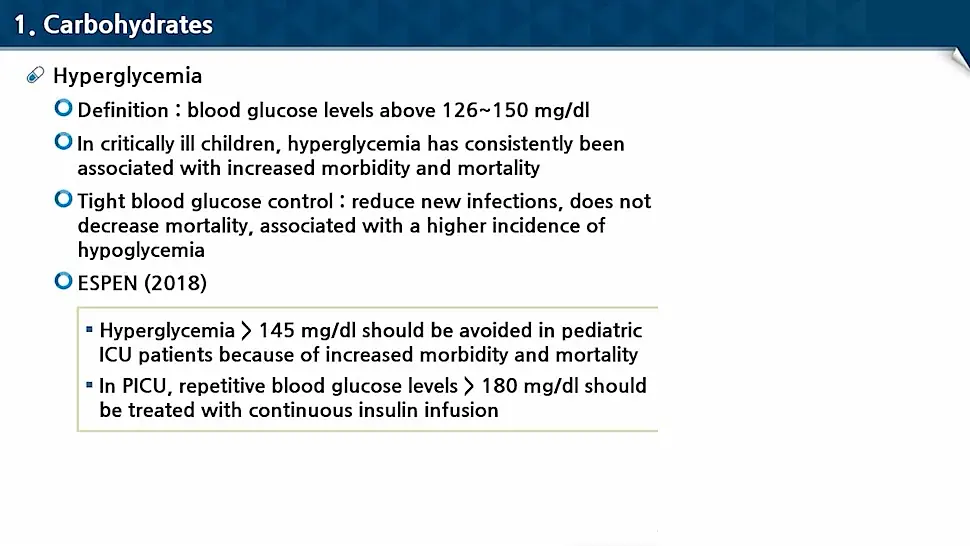 1. Carbohydrates
Hyperglycemia
Definition : blood glucose levels above 126~150 mg/dl
In critically ill children, hyperglycemia has consistently been
associated with increased morbidity and mortality
Tight blood glucose control : reduce new infections, does not
decrease mortality, associated with a higher incidence of
hypoglycemia
ESPEN (2018)
Hyperglycemia > 145 mg/dl should be avoided in pediatric
ICU patients because of increased morbidity and mortality
In PICU, repetitive blood glucose levels > 180 mg/dl should
be treated with continuous insulin infusion